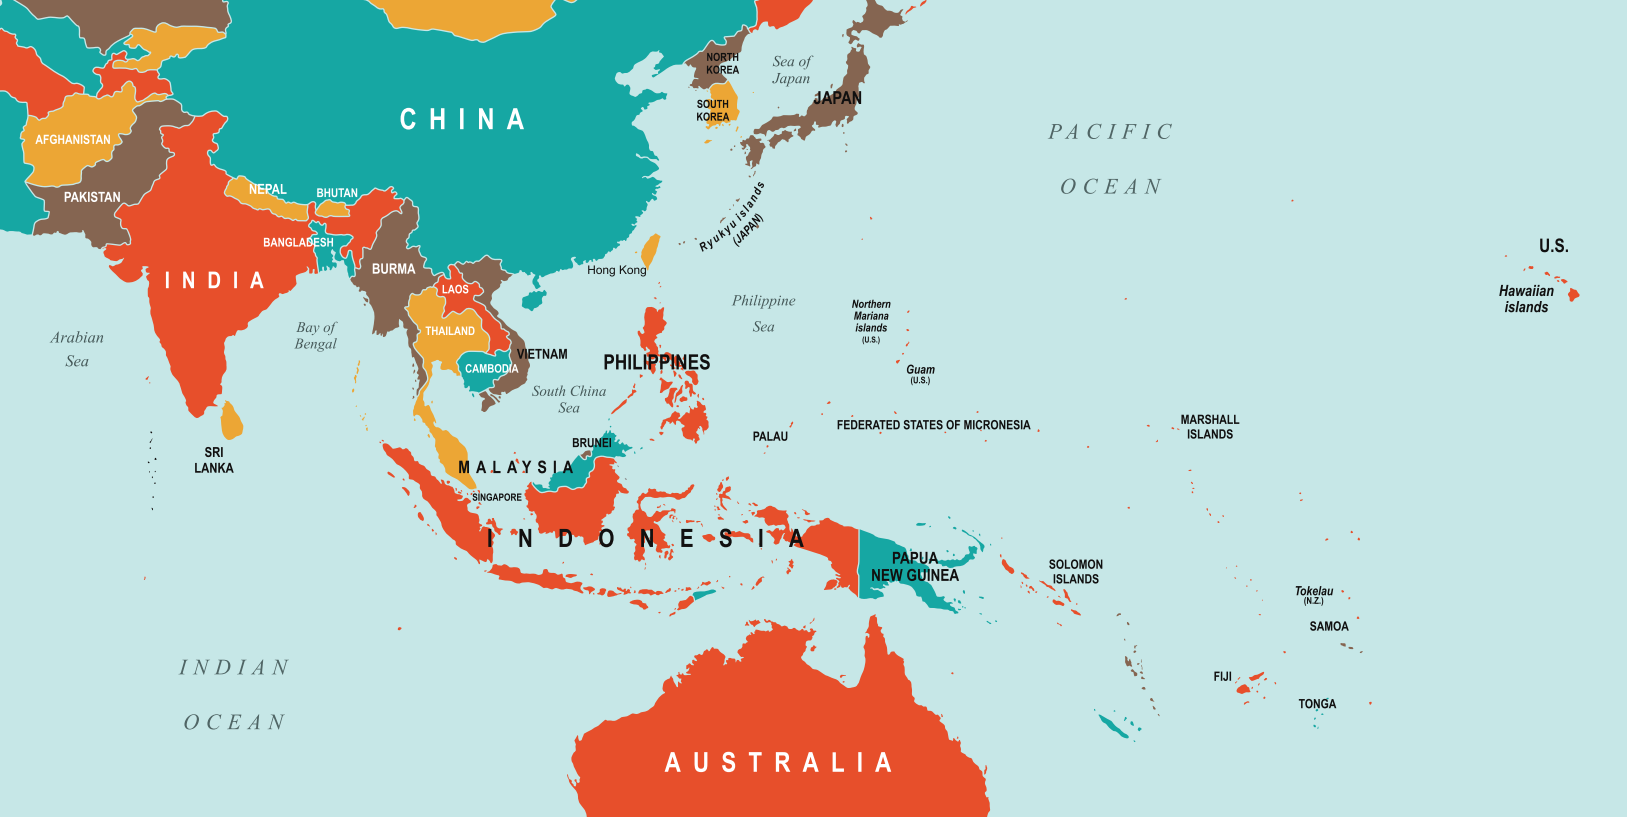 NORTH
KOREA
Sea of
Japan
JAPAN
SOUTH
KOREA
CHINA
PACIFIC
OCEAN
AFGHANISTAN
PAKISTAN
NEPAL
BHUTAN
BANGLADESH
INDIA
BURMA
LAOS
THAILAND
VIETNAM
CAMBODIA
Hong Kong
Ryukyu islands
(JAPAN)
U.S.
Hawaiian
islands
Philippine
Sea
Northern
Mariana
islands
(U.S.)
Guam
(U.S.)
Arabian
Sea
Bay of
Bengal
PHILIPPINES
South China
Sea
SRI
LANKA
BRUNEI
MALAYSIA
SINGAPORE
PALAU
FEDERATED STATES OF MICRONESIA
MARSHALL
ISLANDS
INDONESIA
PAPUA
NEW GUINEA
SOLOMON
ISLANDS
Tokelau
(N.Z.)
SAMOA
FIJI
TONGA
INDIAN
OCEAN
AUSTRALIA